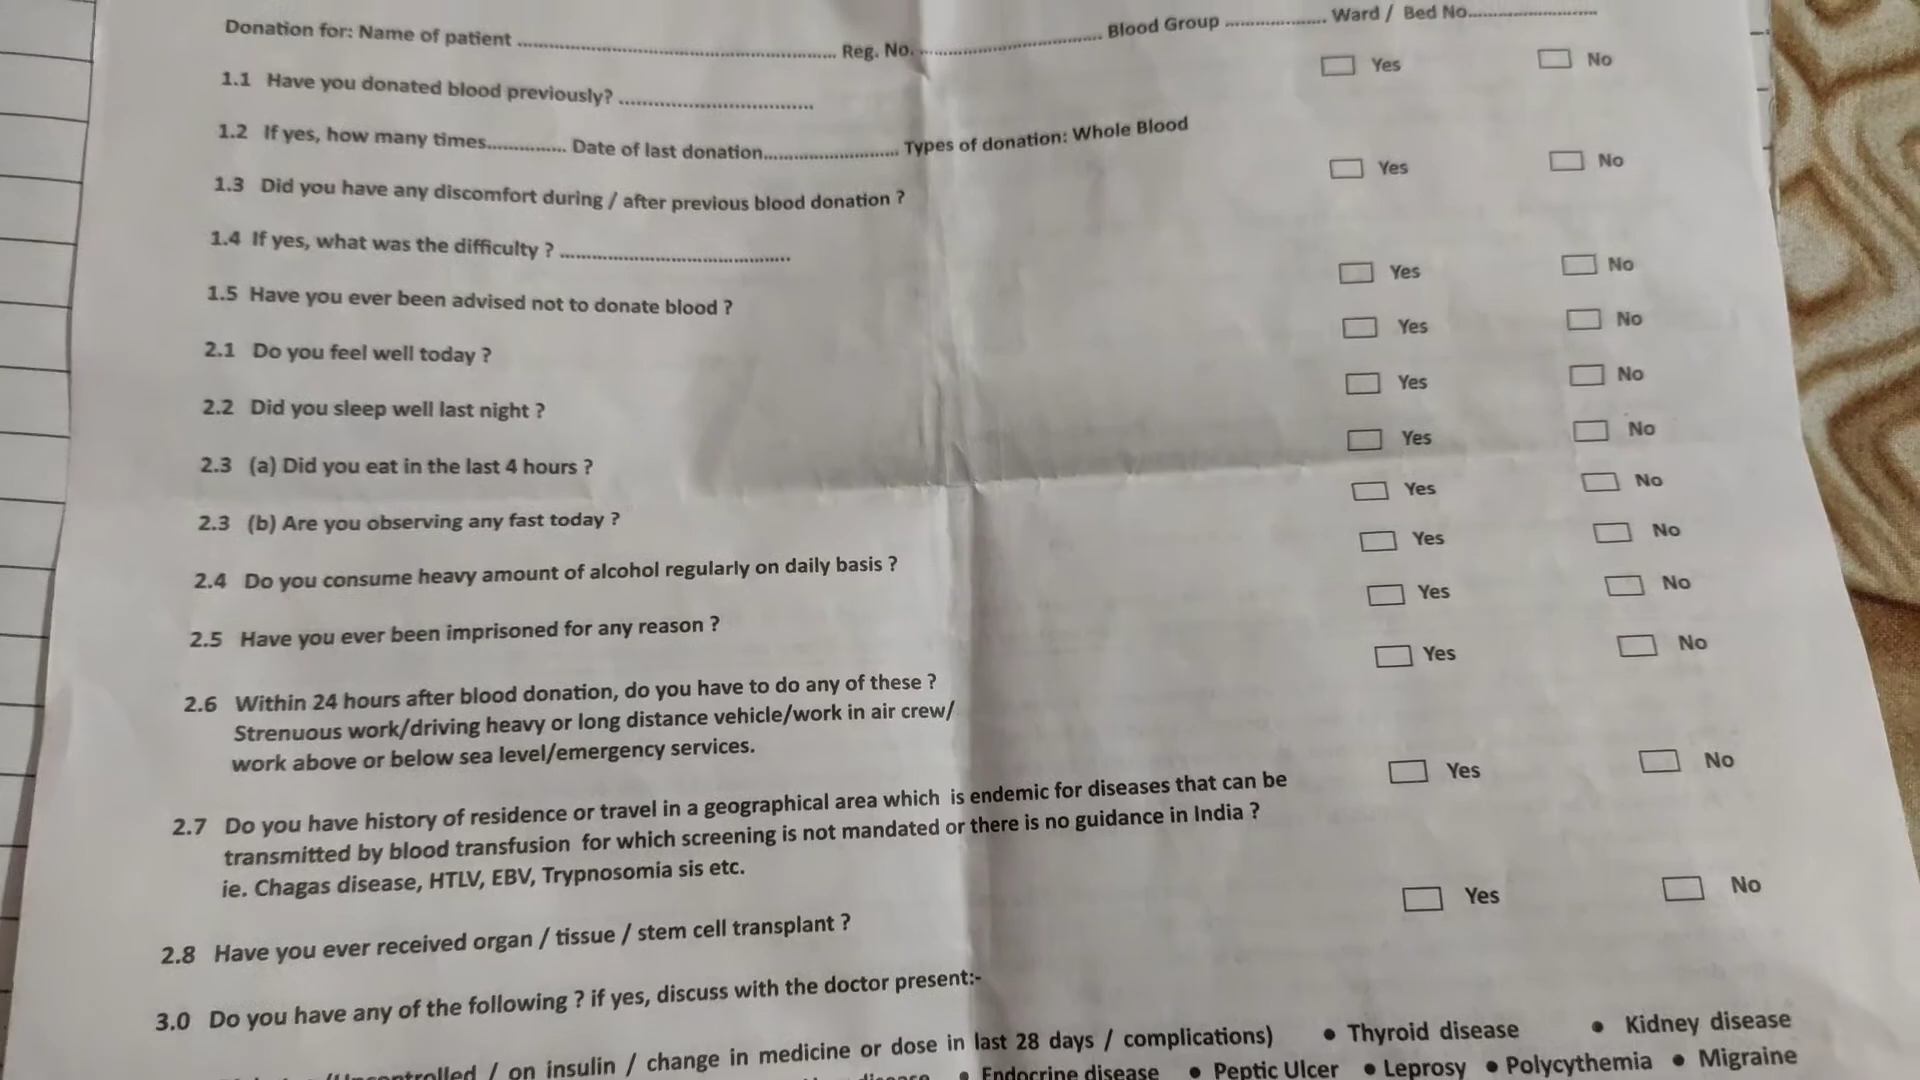 Donation for: Name of patient ........................................ Reg. No. ........................................ Blood Group .................... Ward / Bed No..........................
1.1 Have you donated blood previously? .................................... Yes No
1.2 If yes, how many times............... Date of last donation.......................... Types of donation: Whole Blood
1.3 Did you have any discomfort during / after previous blood donation ? Yes No
1.4 If yes, what was the difficulty ? ...........................................
1.5 Have you ever been advised not to donate blood ? Yes No
2.1 Do you feel well today ? Yes No
2.2 Did you sleep well last night ? Yes No
2.3 (a) Did you eat in the last 4 hours ? Yes No
2.3 (b) Are you observing any fast today ? Yes No
2.4 Do you consume heavy amount of alcohol regularly on daily basis ? Yes No
2.5 Have you ever been imprisoned for any reason ? Yes No
2.6 Within 24 hours after blood donation, do you have to do any of these ? Yes No
Strenuous work/driving heavy or long distance vehicle/work in air crew/
work above or below sea level/emergency services.
2.7 Do you have history of residence or travel in a geographical area which is endemic for diseases that can be Yes No
transmitted by blood transfusion for which screening is not mandated or there is no guidance in India ?
ie. Chagas disease, HTLV, EBV, Trypnosomia sis etc.
2.8 Have you ever received organ / tissue / stem cell transplant ? Yes No
3.0 Do you have any of the following ? if yes, discuss with the doctor present:-
/ on insulin / change in medicine or dose in last 28 days / complications) • Thyroid disease • Kidney disease
• Endocrine disease • Peptic Ulcer • Leprosy • Polycythemia • Migraine